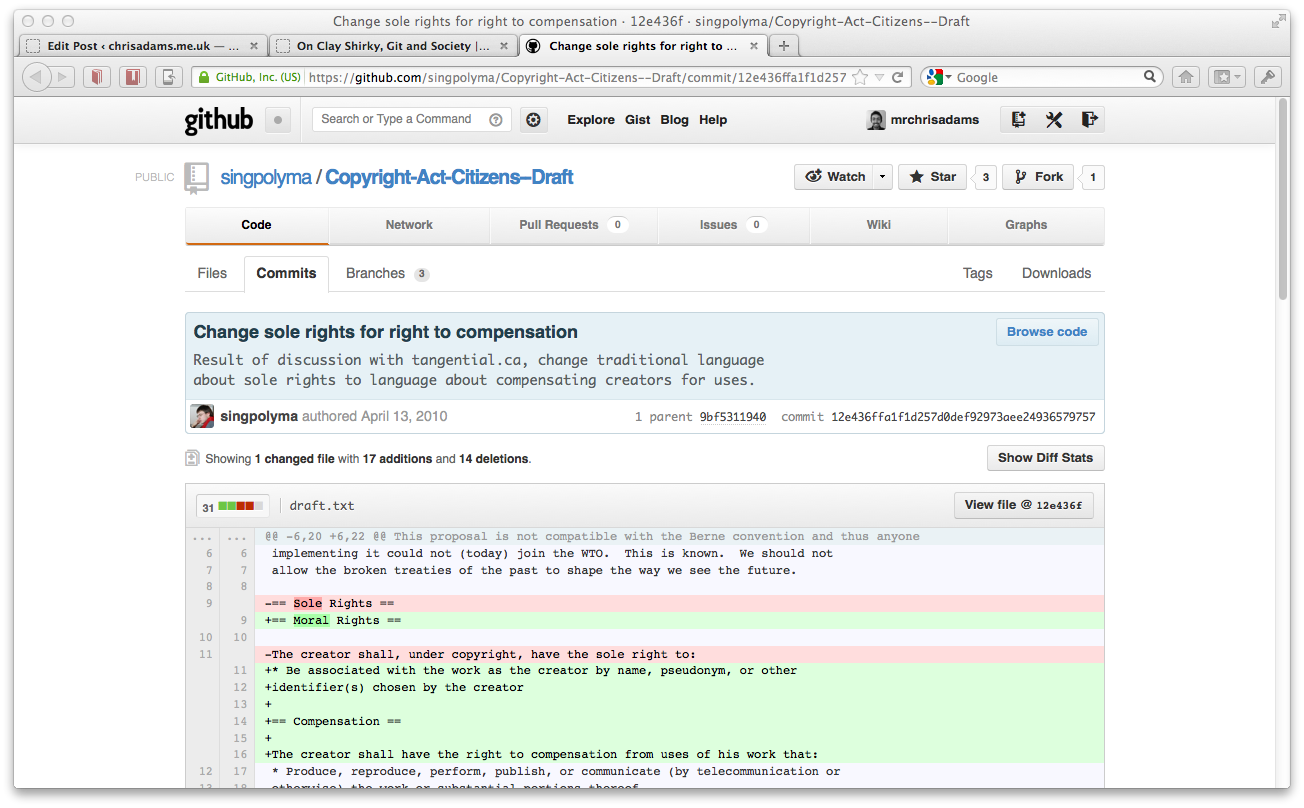 Change sole rights for right to compensation · 12e436f · singpolyma/Copyright-Act-Citizens--Draft
Edit Post ‹ chrisadams.me.uk — ...
On Clay Shirky, Git and Society |...
Change sole rights for right to ...
GitHub, Inc. (US)
https://github.com/singpolyma/Copyright-Act-Citizens--Draft/commit/12e436ffa1f1d257
Google
github
Search or Type a Command
Explore Gist Blog Help
mrchrisadams
PUBLIC
singpolyma / Copyright-Act-Citizens--Draft
Watch
Star 3
Fork 1
Code
Network
Pull Requests 0
Issues 0
Wiki
Graphs
Files
Commits
Branches 3
Tags
Downloads
Change sole rights for right to compensation
Browse code
Result of discussion with tangential.ca, change traditional language
about sole rights to language about compensating creators for uses.
singpolyma authored April 13, 2010
1 parent 9bf5311940 commit 12e436ffa1f1d257d0def92973aee24936579757
Showing 1 changed file with 17 additions and 14 deletions.
Show Diff Stats
31 draft.txt
View file @ 12e436f
... ... @@ -6,20 +6,22 @@ This proposal is not compatible with the Berne convention and thus anyone
6 6 implementing it could not (today) join the WTO.  This is known.  We should not
7 7 allow the broken treaties of the past to shape the way we see the future.
8 8
9 -== Sole Rights ==
9 +== Moral Rights ==
10 10
11 -The creator shall, under copyright, have the sole right to:
11 +* Be associated with the work as the creator by name, pseudonym, or other
12 +identifier(s) chosen by the creator
13 +
14 +== Compensation ==
15 +
16 +The creator shall have the right to compensation from uses of his work that:
12 17 * Produce, reproduce, perform, publish, or communicate (by telecommunication or
13 18 otherwise) the work or substantial portions thereof